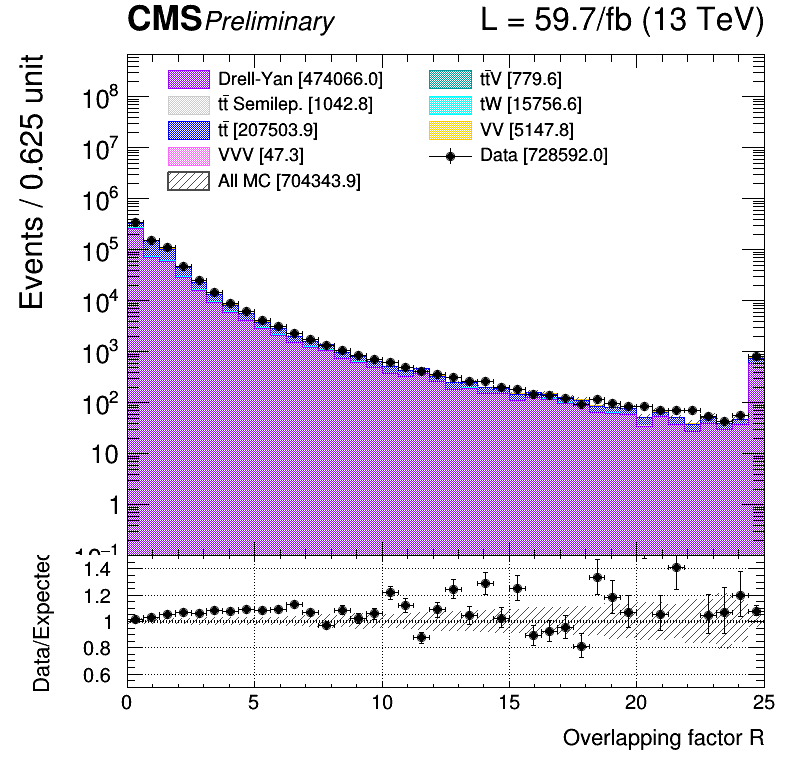 CMS Preliminary L = 59.7/fb (13 TeV)
Events / 0.625 unit
Drell-Yan [474066.0]
tt̄ Semilep. [1042.8]
tt̄ [207503.9]
VVV [47.3]
All MC [704343.9]
tt̄V [779.6]
tW [15756.6]
VV [5147.8]
Data [728592.0]
10⁸
10⁷
10⁶
10⁵
10⁴
10³
10²
10
1
10⁻¹
Data/Expected
1.4
1.2
1
0.8
0.6
0 5 10 15 20 25
Overlapping factor R